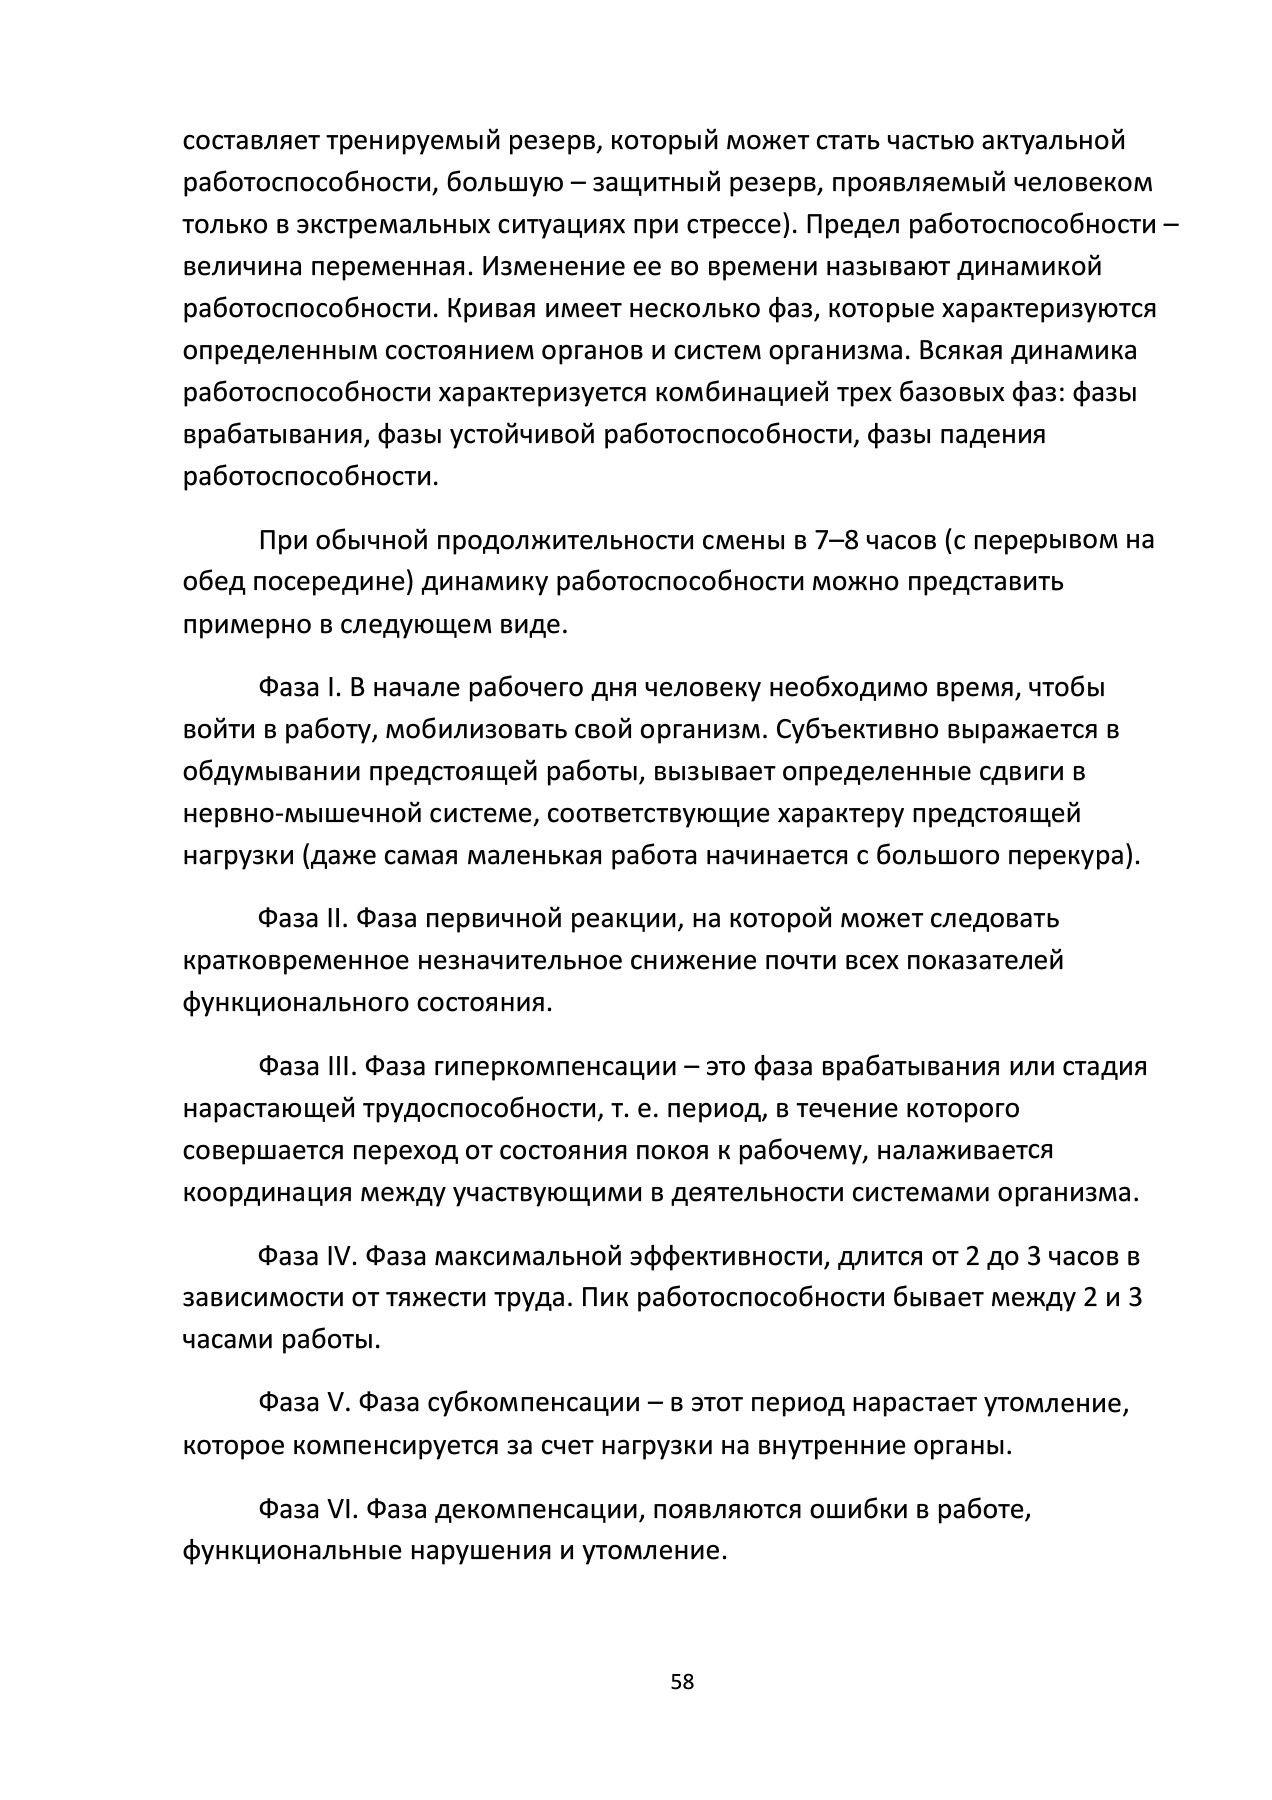 составляет тренируемый резерв, который может стать частью актуальной
работоспособности, большую – защитный резерв, проявляемый человеком
только в экстремальных ситуациях при стрессе). Предел работоспособности –
величина переменная. Изменение ее во времени называют динамикой
работоспособности. Кривая имеет несколько фаз, которые характеризуются
определенным состоянием органов и систем организма. Всякая динамика
работоспособности характеризуется комбинацией трех базовых фаз: фазы
врабатывания, фазы устойчивой работоспособности, фазы падения
работоспособности.
При обычной продолжительности смены в 7–8 часов (с перерывом на
обед посередине) динамику работоспособности можно представить
примерно в следующем виде.
Фаза I. В начале рабочего дня человеку необходимо время, чтобы
войти в работу, мобилизовать свой организм. Субъективно выражается в
обдумывании предстоящей работы, вызывает определенные сдвиги в
нервно-мышечной системе, соответствующие характеру предстоящей
нагрузки (даже самая маленькая работа начинается с большого перекура).
Фаза II. Фаза первичной реакции, на которой может следовать
кратковременное незначительное снижение почти всех показателей
функционального состояния.
Фаза III. Фаза гиперкомпенсации – это фаза врабатывания или стадия
нарастающей трудоспособности, т. е. период, в течение которого
совершается переход от состояния покоя к рабочему, налаживается
координация между участвующими в деятельности системами организма.
Фаза IV. Фаза максимальной эффективности, длится от 2 до 3 часов в
зависимости от тяжести труда. Пик работоспособности бывает между 2 и 3
часами работы.
Фаза V. Фаза субкомпенсации – в этот период нарастает утомление,
которое компенсируется за счет нагрузки на внутренние органы.
Фаза VI. Фаза декомпенсации, появляются ошибки в работе,
функциональные нарушения и утомление.
58